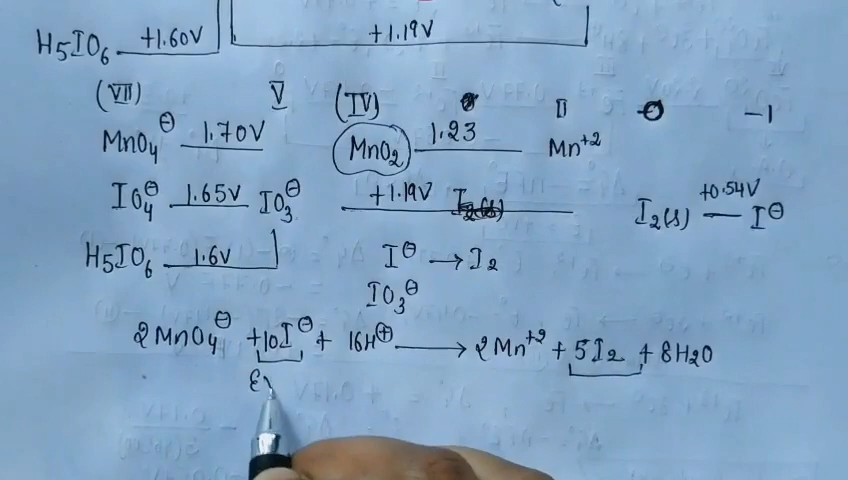 +1.19V
H5IO6 +1.60V
(VII) V (IV) II 0 -1
MnO4⊖ 1.70V MnO2 1.23 Mn+2
IO4⊖ 1.65V IO3⊖ +1.19V I2(s) +0.54V I⊖
H5IO6 1.6V I⊖ → I2
IO3⊖
2MnO4⊖ + 10I⊖ + 16H⊕ → 2Mn+2 + 5I2 + 8H2O